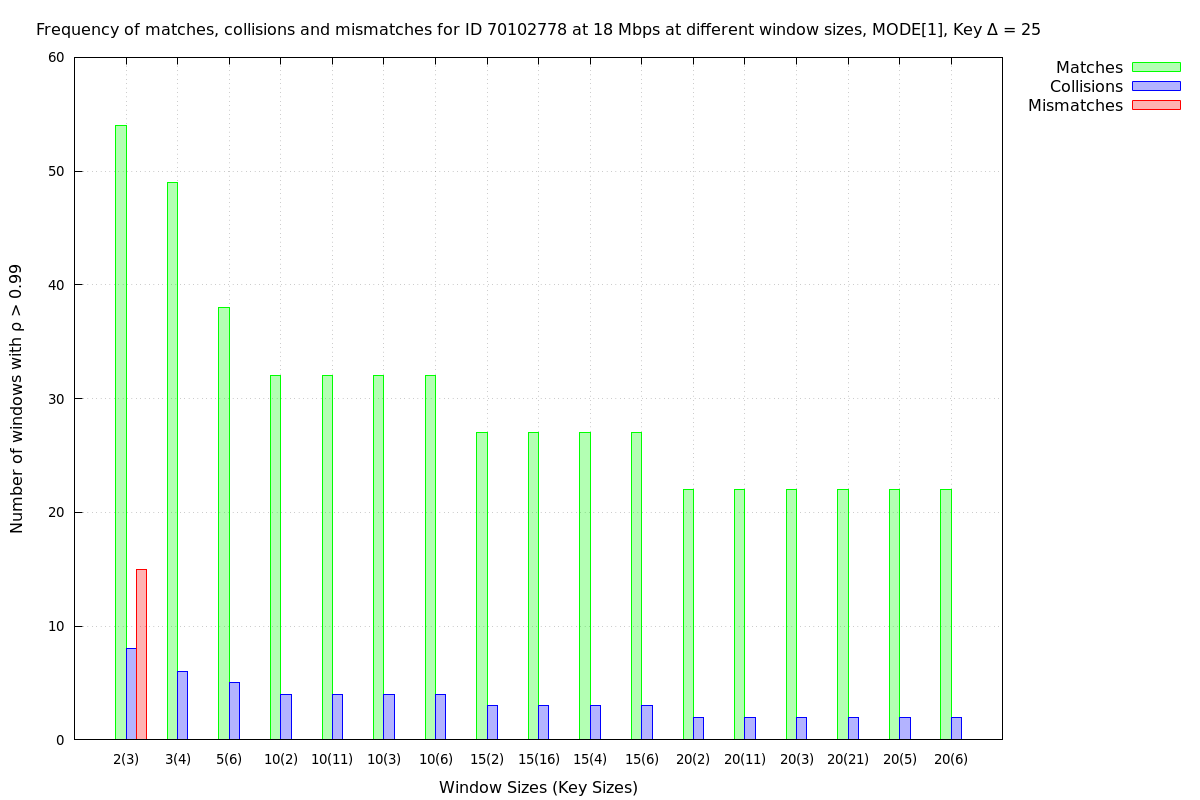 Frequency of matches, collisions and mismatches for ID 70102778 at 18 Mbps at different window sizes, MODE[1], Key Δ = 25
Matches
Collisions
Mismatches
Number of windows with ρ > 0.99
60
50
40
30
20
10
0
2(3) 3(4) 5(6) 10(2) 10(11) 10(3) 10(6) 15(2) 15(16) 15(4) 15(6) 20(2) 20(11) 20(3) 20(21) 20(5) 20(6)
Window Sizes (Key Sizes)